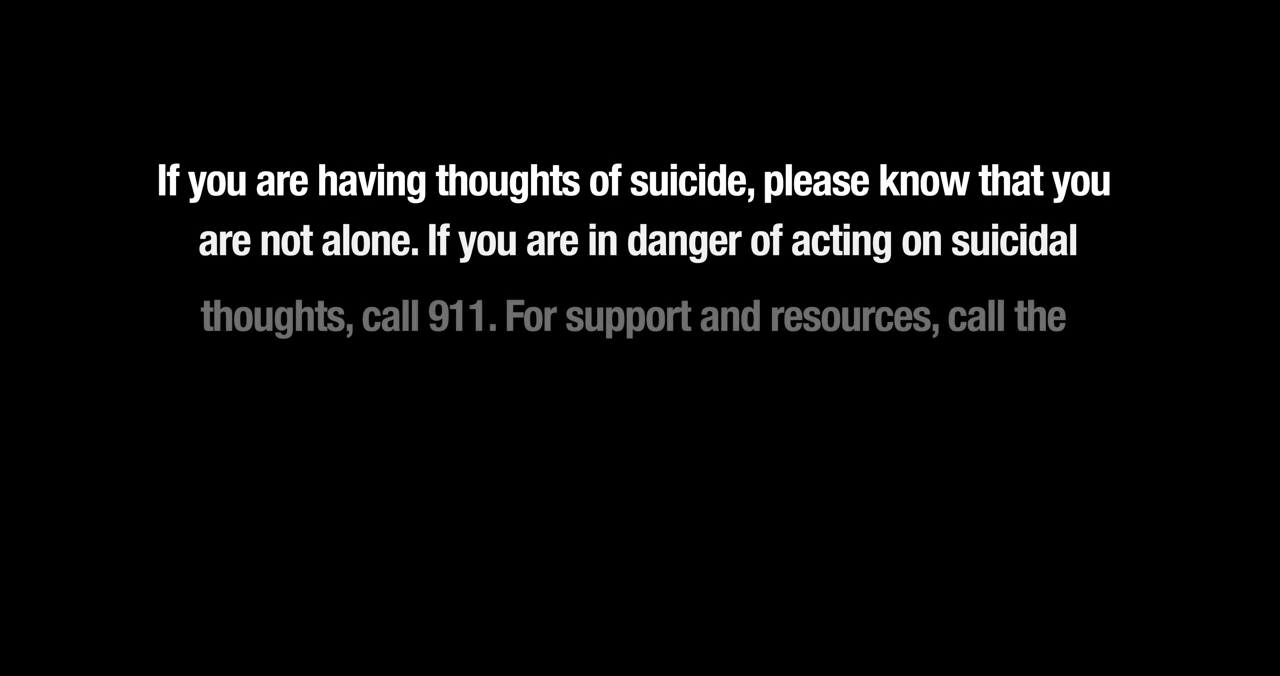 If you are having thoughts of suicide, please know that you
are not alone. If you are in danger of acting on suicidal
thoughts, call 911. For support and resources, call the